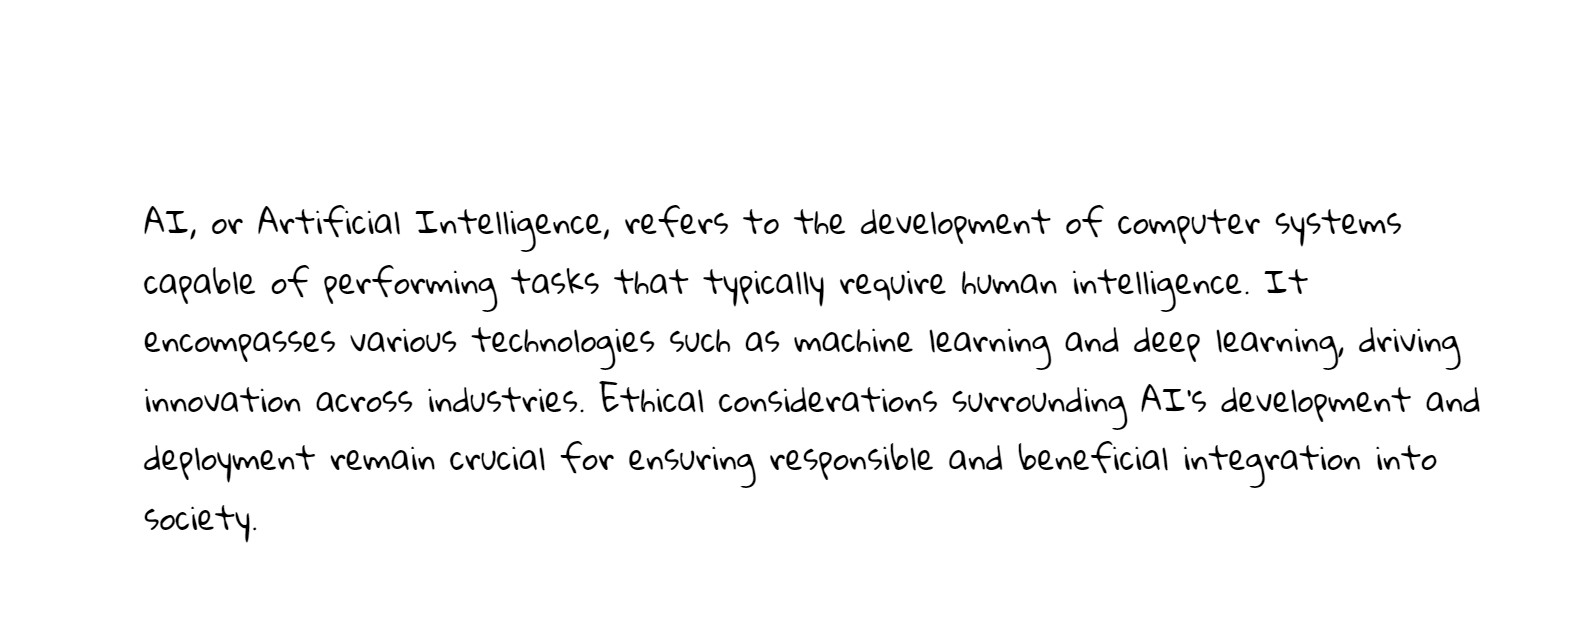 AI, or Artificial Intelligence, refers to the development of computer systems
capable of performing tasks that typically require human intelligence. It
encompasses various technologies such as machine learning and deep learning, driving
innovation across industries. Ethical considerations surrounding AI's development and
deployment remain crucial for ensuring responsible and beneficial integration into
society.